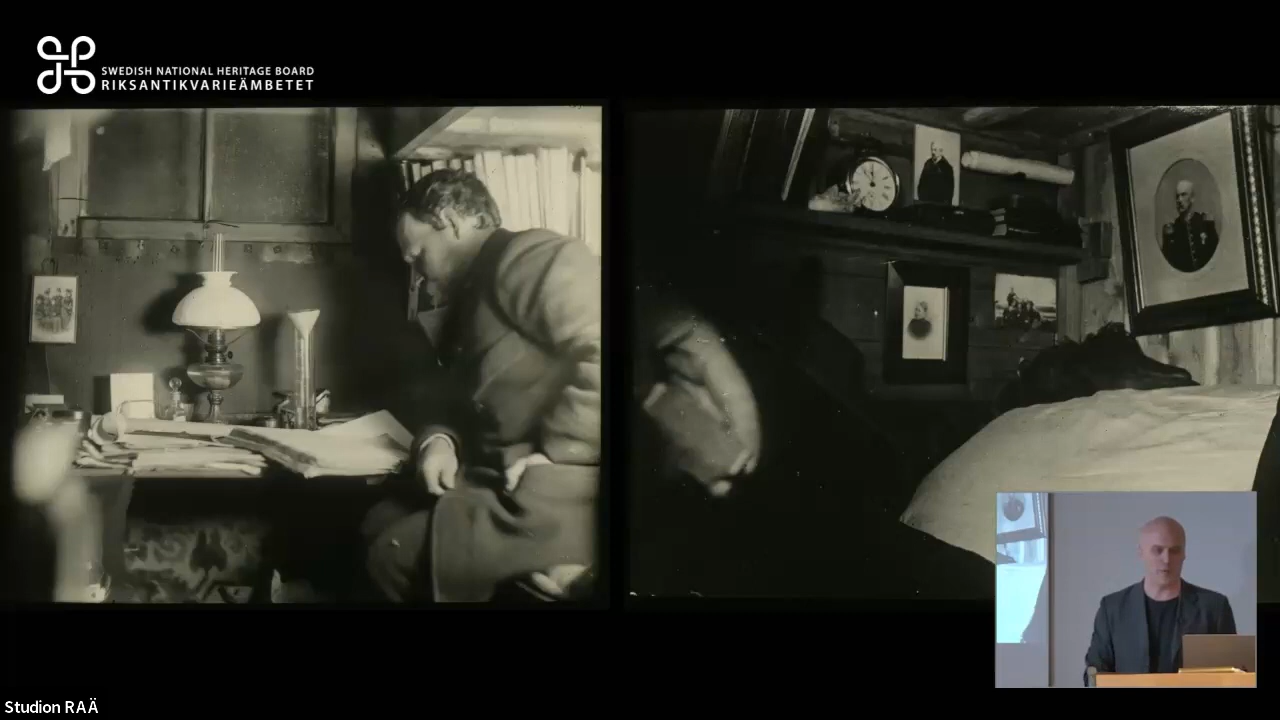 SWEDISH NATIONAL HERITAGE BOARD
RIKSANTIKVARIEÄMBETET
Studion RAÄ